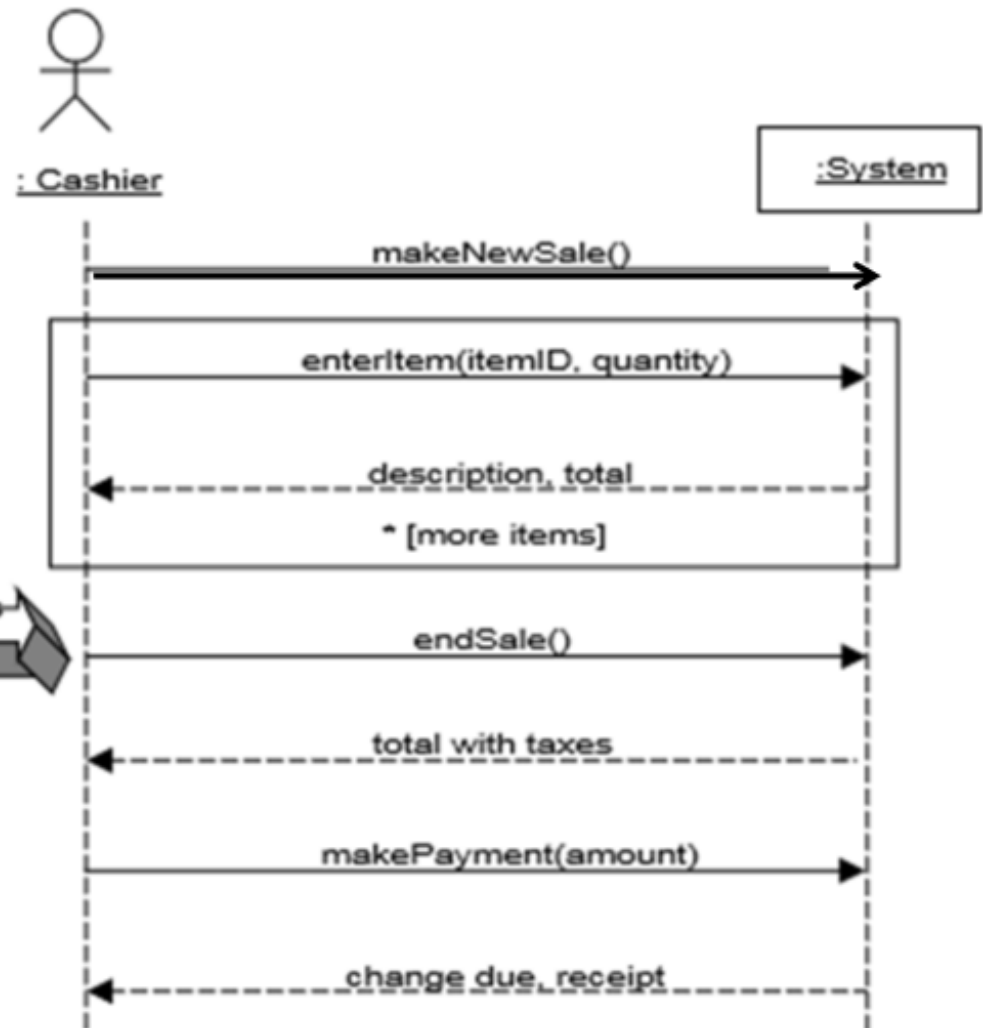 : Cashier
:System
makeNewSale()
enterItem(itemID, quantity)
description, total
* [more items]
endSale()
total with taxes
makePayment(amount)
change due, receipt